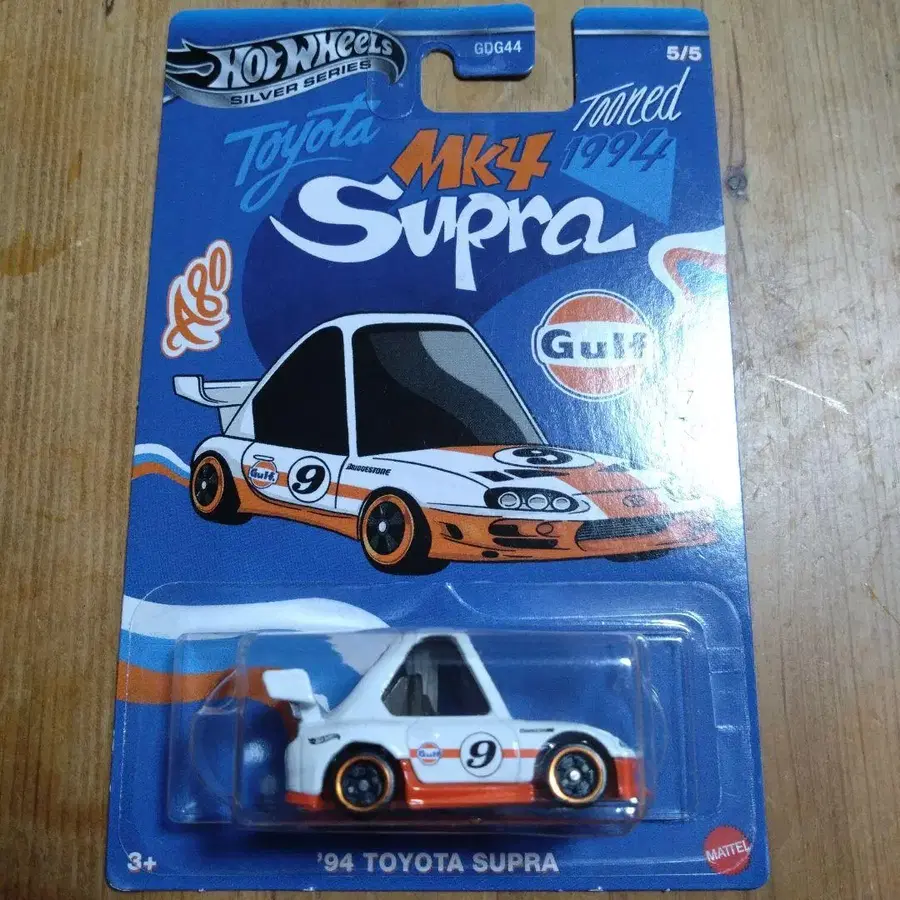 HOT WHEELS
SILVER SERIES
GDG44
5/5
Toyota
MK4
Supra
Tooned
1994
A80
Gulf
Gulf
9
BRIDGESTONE
9
Gulf
9
3+
'94 TOYOTA SUPRA
MATTEL